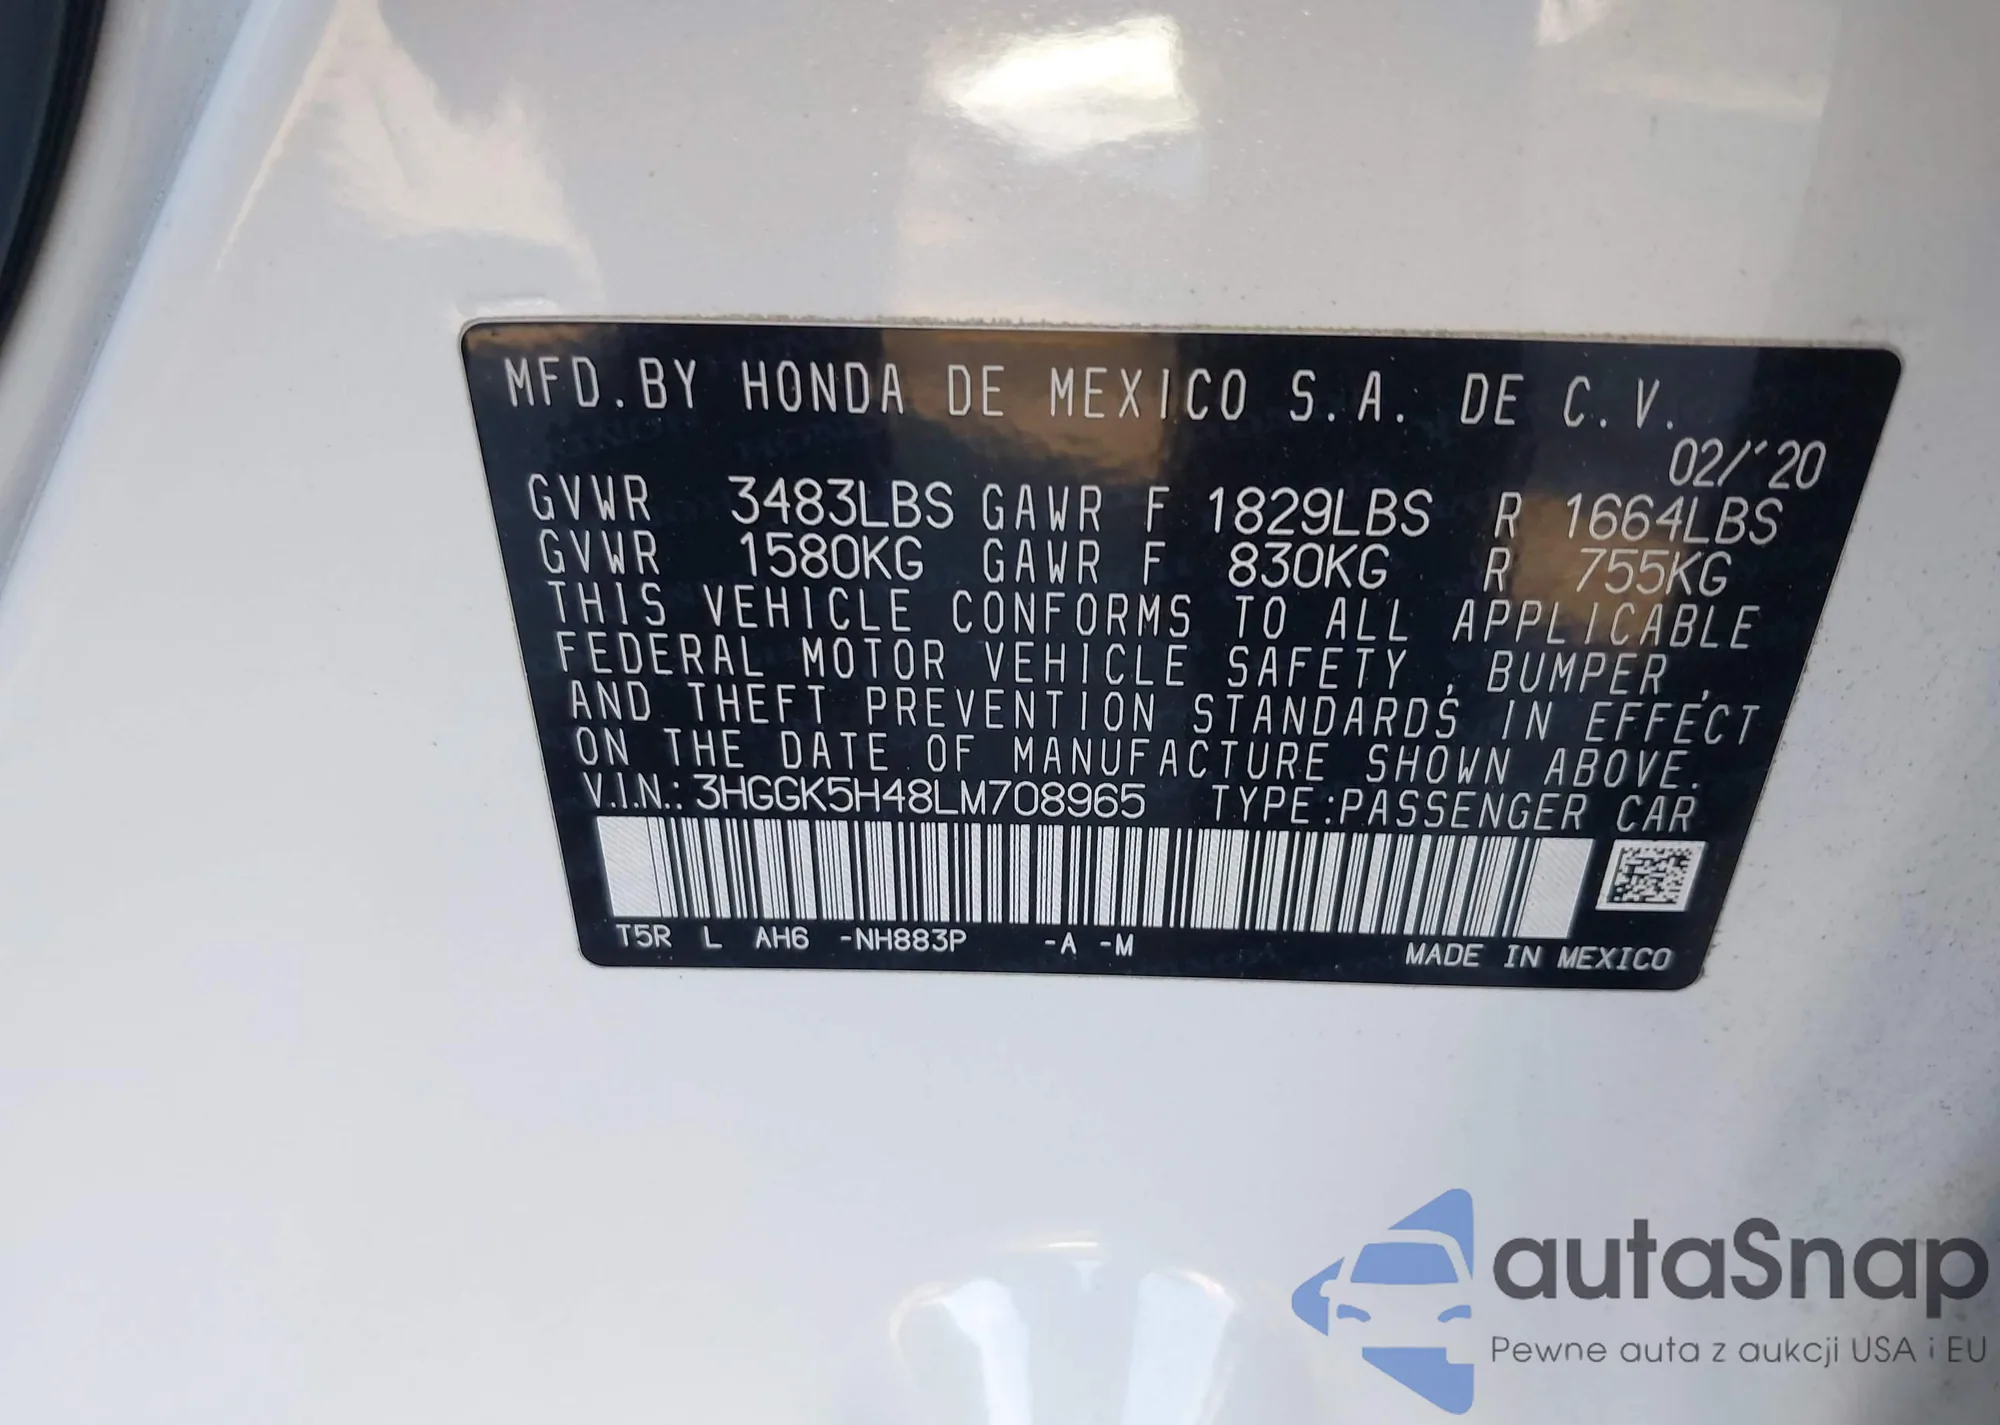 MFD. BY HONDA DE MEXICO S.A. DE C.V.
02/'20
GVWR 3483LBS GAWR F 1829LBS R 1664LBS
GVWR 1580KG GAWR F 830KG R 755KG
THIS VEHICLE CONFORMS TO ALL APPLICABLE
FEDERAL MOTOR VEHICLE SAFETY, BUMPER,
AND THEFT PREVENTION STANDARDS IN EFFECT
ON THE DATE OF MANUFACTURE SHOWN ABOVE.
V.I.N.: 3HGGK5H48LM708965 TYPE:PASSENGER CAR
T5R L AH6 -NH883P -A -M
MADE IN MEXICO
autaSnap
Pewne auta z aukcji USA i EU